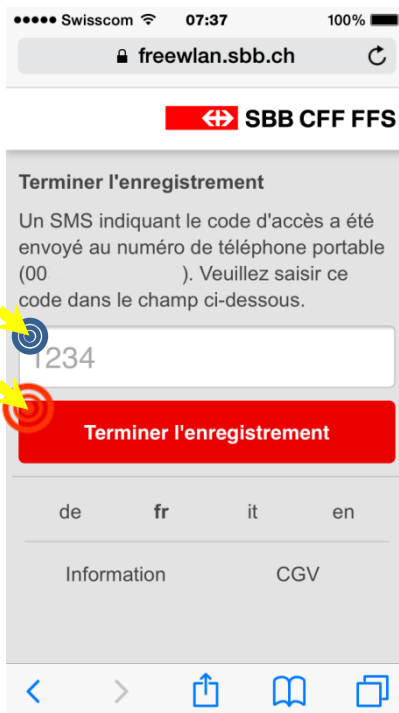 Swisscom 07:37 100%
freewlan.sbb.ch
SBB CFF FFS
Terminer l'enregistrement
Un SMS indiquant le code d'accès a été
envoyé au numéro de téléphone portable
(00 ). Veuillez saisir ce
code dans le champ ci-dessous.
1234
Terminer l'enregistrement
de fr it en
Information CGV